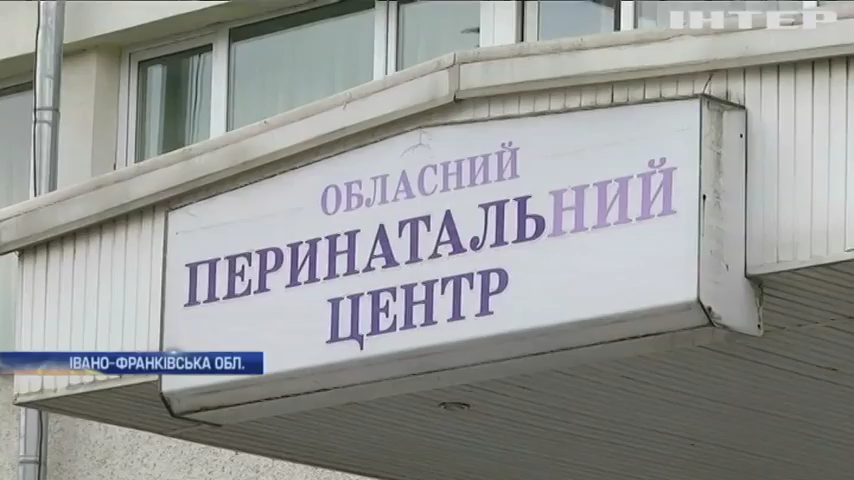 ІНТЕР
ОБЛАСНИЙ
ПЕРИНАТАЛЬНИЙ
ЦЕНТР
ІВАНО-ФРАНКІВСЬКА ОБЛ.